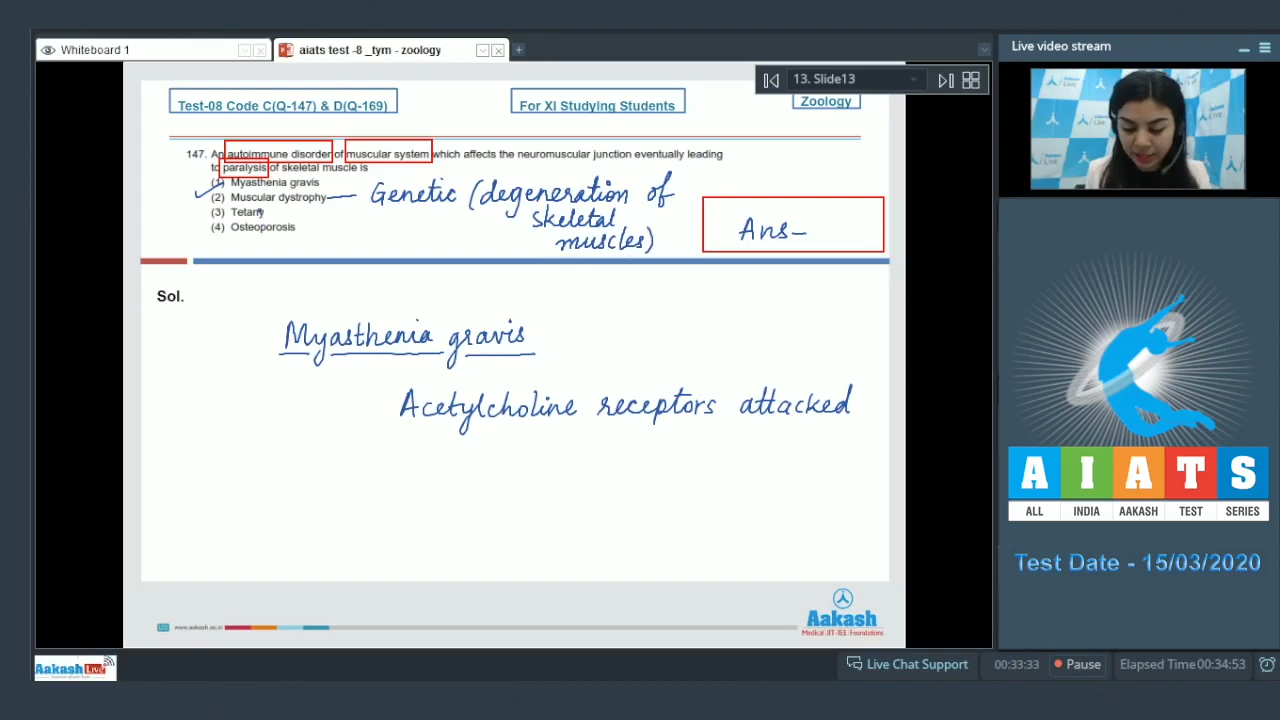 Whiteboard 1
aiats test -8 _tym - zoology
Live video stream
13. Slide13
Test-08 Code C(Q-147) & D(Q-169)
For XI Studying Students
Zoology
147. An autoimmune disorder of muscular system which affects the neuromuscular junction eventually leading
to paralysis of skeletal muscle is
(1) Myasthenia gravis
(2) Muscular dystrophy
(3) Tetany
(4) Osteoporosis
Genetic (degeneration of
skeletal
muscles)
Ans-
Sol.
Myasthenia gravis
Acetylcholine receptors attacked
www.aakash.ac.in
Aakash
Medical | IIT-JEE | Foundations
A I A T S
ALL INDIA AAKASH TEST SERIES
Test Date - 15/03/2020
Aakash Live
Live Chat Support
00:33:33
Pause
Elapsed Time 00:34:53